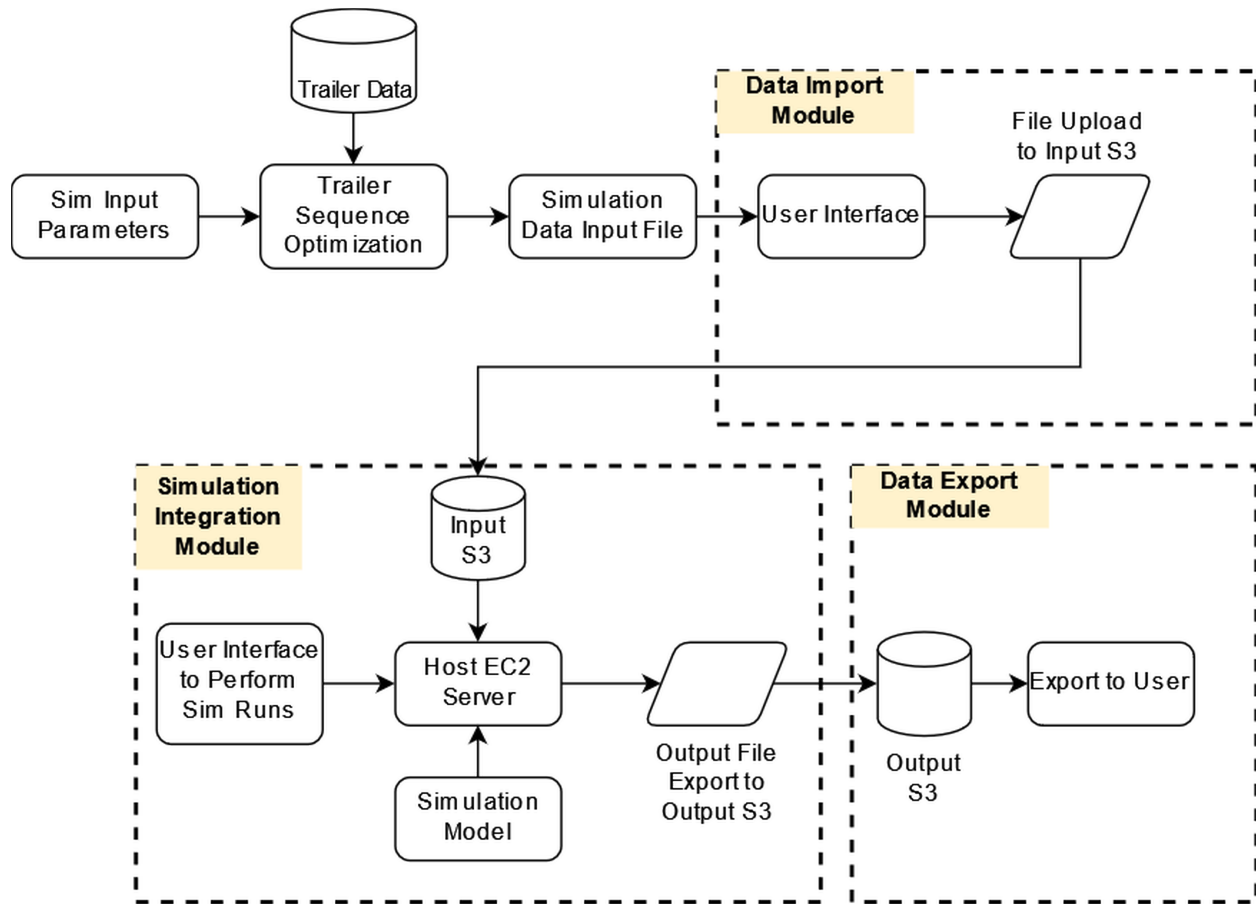 Trailer Data
Data Import
Module
File Upload
to Input S3
Sim Input
Parameters
Trailer
Sequence
Optimization
Simulation
Data Input File
User Interface
Simulation
Integration
Module
Input
S3
Data Export
Module
User Interface
to Perform
Sim Runs
Host EC2
Server
Output File
Export to
Output S3
Output
S3
Export to User
Simulation
Model